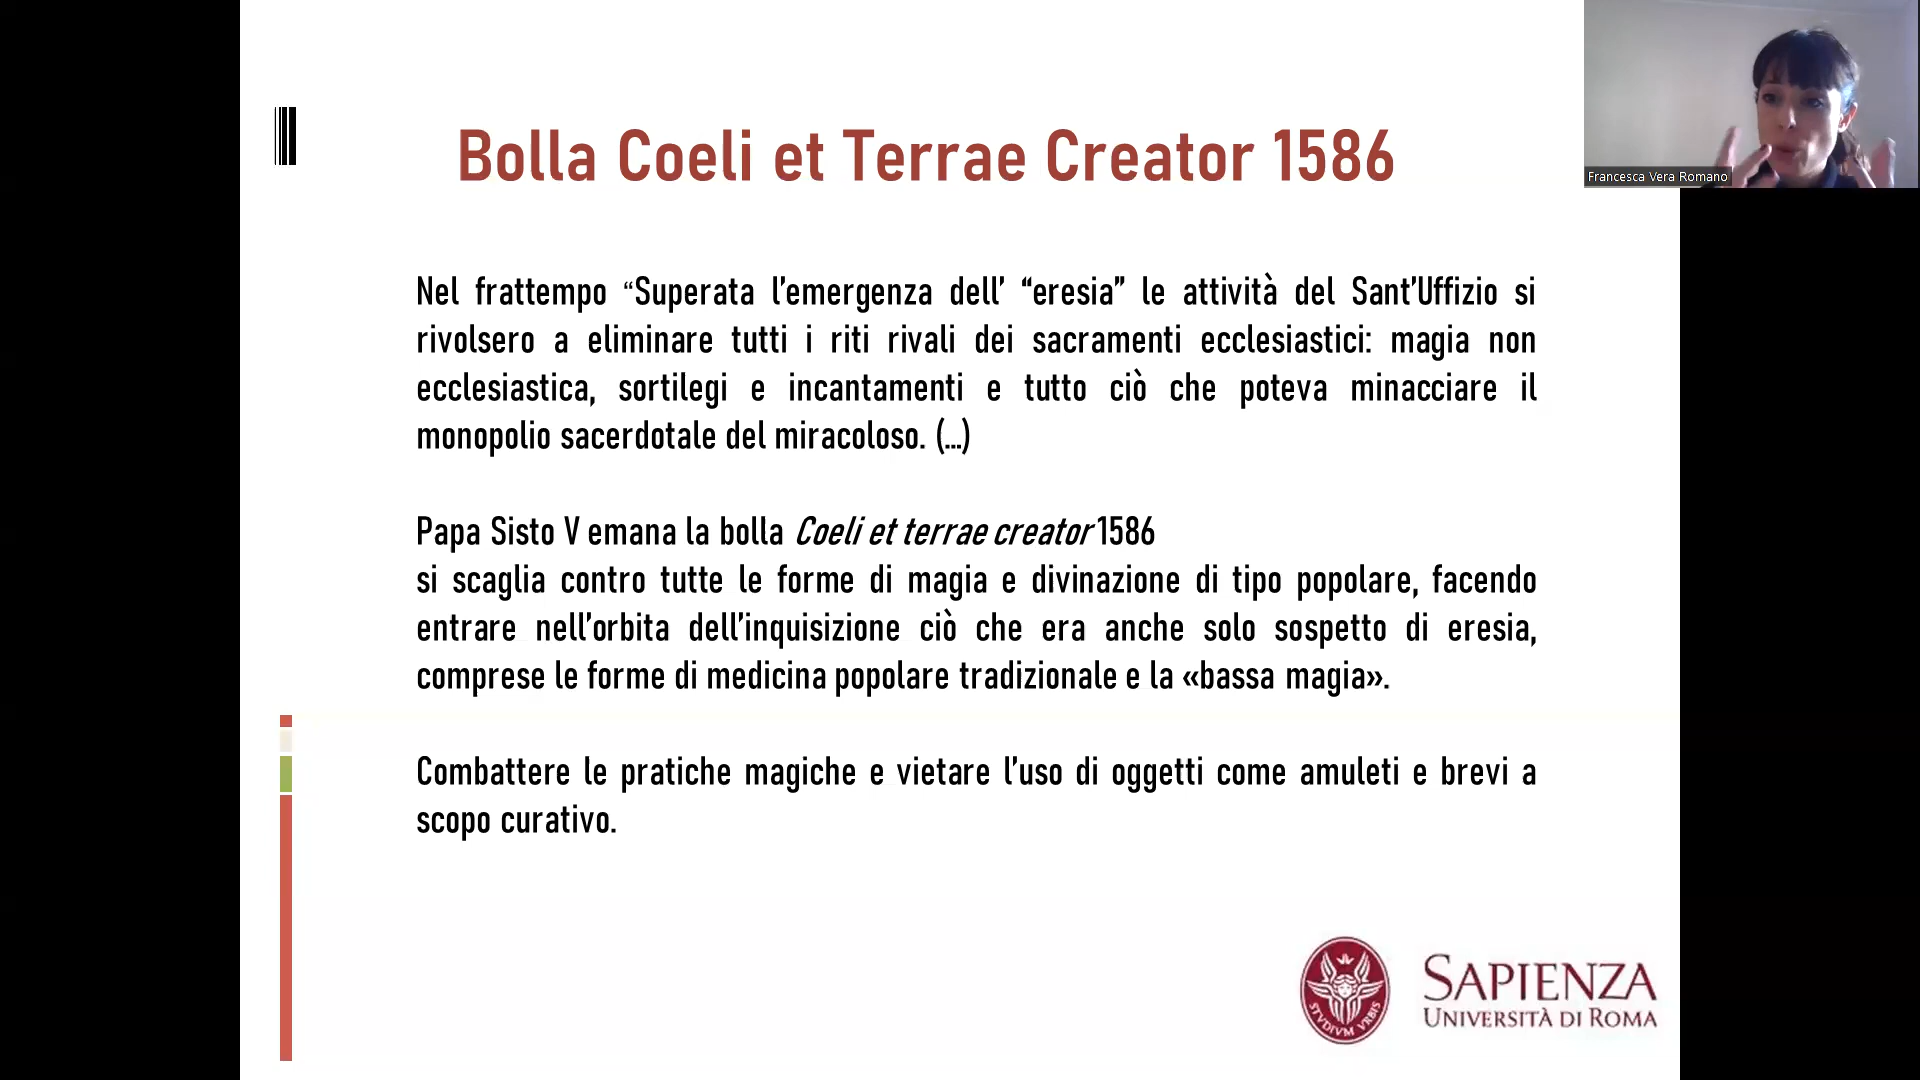 Francesca Vera Romano
Bolla Coeli et Terrae Creator 1586
Nel frattempo “Superata l’emergenza dell’ “eresia” le attività del Sant’Uffizio si
rivolsero a eliminare tutti i riti rivali dei sacramenti ecclesiastici: magia non
ecclesiastica, sortilegi e incantamenti e tutto ciò che poteva minacciare il
monopolio sacerdotale del miracoloso. (…)
Papa Sisto V emana la bolla Coeli et terrae creator 1586
si scaglia contro tutte le forme di magia e divinazione di tipo popolare, facendo
entrare nell’orbita dell’inquisizione ciò che era anche solo sospetto di eresia,
comprese le forme di medicina popolare tradizionale e la «bassa magia».
Combattere le pratiche magiche e vietare l’uso di oggetti come amuleti e brevi a
scopo curativo.
STVDIVM VRBIS
SAPIENZA
UNIVERSITÀ DI ROMA